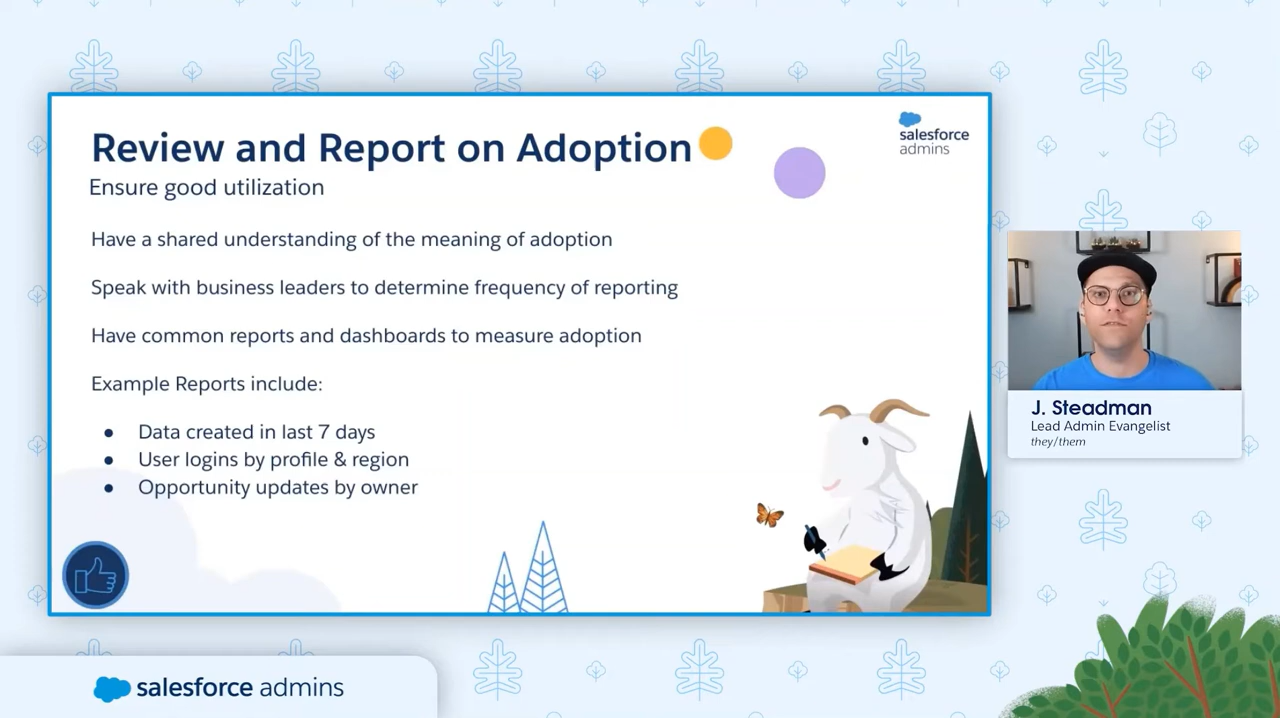 Review and Report on Adoption
Ensure good utilization
Have a shared understanding of the meaning of adoption
Speak with business leaders to determine frequency of reporting
Have common reports and dashboards to measure adoption
Example Reports include:
● Data created in last 7 days
● User logins by profile & region
● Opportunity updates by owner
salesforce
admins
J. Steadman
Lead Admin Evangelist
they/them
salesforce admins